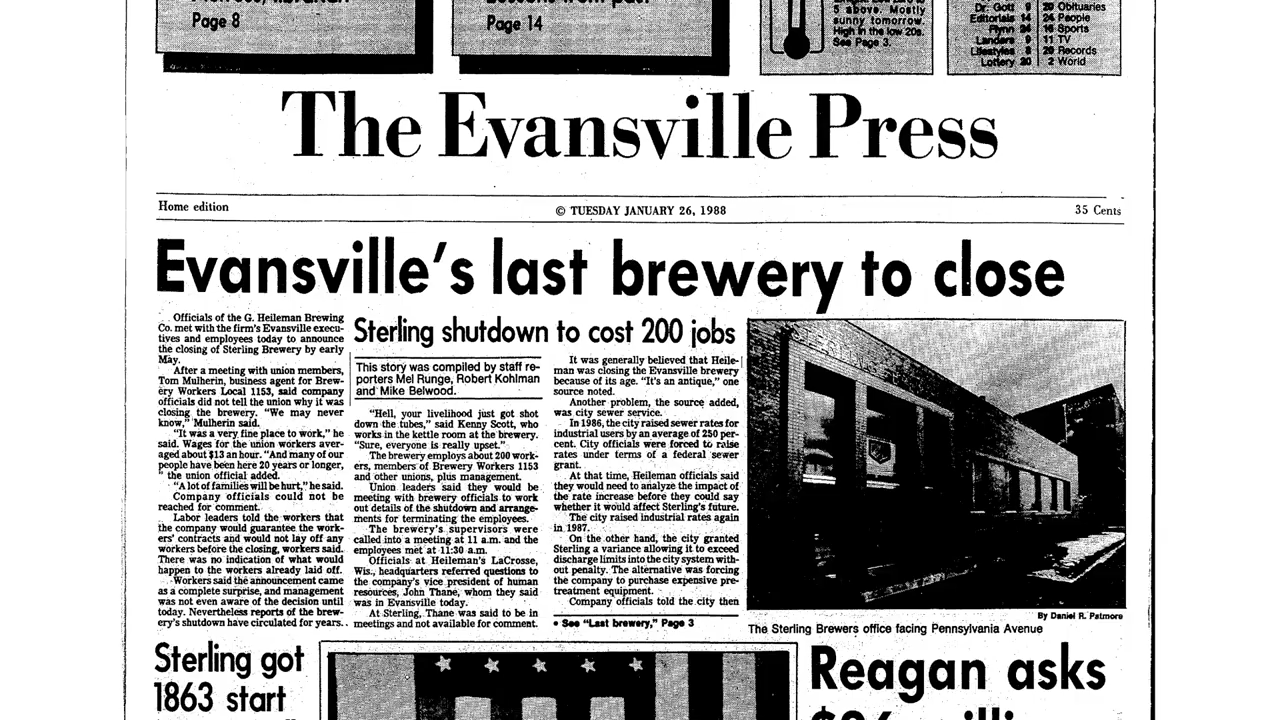 Page 8
Page 14
5 above. Mostly
sunny tomorrow.
High in the low 20s.
See Page 3.
Dr. Gott 9
Editorials 14
Flynn 24
Landers 9
Lifestyles 8
Lottery 20
20 Obituaries
24 People
16 Sports
11 TV
20 Records
2 World
The Evansville Press
Home edition
© TUESDAY JANUARY 26, 1988
35 Cents
Evansville's last brewery to close
Officials of the G. Heileman Brewing
Co. met with the firm's Evansville execu-
tives and employees today to announce
the closing of Sterling Brewery by early
May.
After a meeting with union members,
Tom Mulherin, business agent for Brew-
ery Workers Local 1153, said company
officials did not tell the union why it was
closing the brewery. "We may never
know," Mulherin said.
"It was a very fine place to work," he
said. Wages for the union workers aver-
aged about $13 an hour. "And many of our
people have been here 20 years or longer,
" the union official added.
"A lot of families will be hurt," he said.
Company officials could not be
reached for comment.
Labor leaders told the workers that
the company would guarantee the work-
ers' contracts and would not lay off any
workers before the closing, workers said.
There was no indication of what would
happen to the workers already laid off.
Workers said the announcement came
as a complete surprise, and management
was not even aware of the decision until
today. Nevertheless reports of the brew-
ery's shutdown have circulated for years.
Sterling shutdown to cost 200 jobs
This story was compiled by staff re-
porters Mel Runge, Robert Kohlman
and Mike Belwood.
"Hell, your livelihood just got shot
down the tubes," said Kenny Scott, who
works in the kettle room at the brewery.
"Sure, everyone is really upset."
The brewery employs about 200 work-
ers, members of Brewery Workers 1153
and other unions, plus management.
Union leaders said they would be
meeting with brewery officials to work
out details of the shutdown and arrange-
ments for terminating the employees.
The brewery's supervisors were
called into a meeting at 11 a.m. and the
employees met at 11:30 a.m.
Officials at Heileman's LaCrosse,
Wis., headquarters referred questions to
the company's vice president of human
resources, John Thane, whom they said
was in Evansville today.
At Sterling, Thane was said to be in
meetings and not available for comment.
It was generally believed that Heile-
man was closing the Evansville brewery
because of its age. "It's an antique," one
source noted.
Another problem, the source added,
was city sewer service.
In 1986, the city raised sewer rates for
industrial users by an average of 250 per-
cent. City officials were forced to raise
rates under terms of a federal sewer
grant.
At that time, Heileman officials said
they would need to analyze the impact of
the rate increase before they could say
whether it would affect Sterling's future.
The city raised industrial rates again
in 1987.
On the other hand, the city granted
Sterling a variance allowing it to exceed
discharge limits into the city system with-
out penalty. The alternative was forcing
the company to purchase expensive pre-
treatment equipment.
Company officials told the city then
• See "Last brewery," Page 3
By Daniel R. Patmore
The Sterling Brewers office facing Pennsylvania Avenue
Sterling got
1863 start
Reagan asks